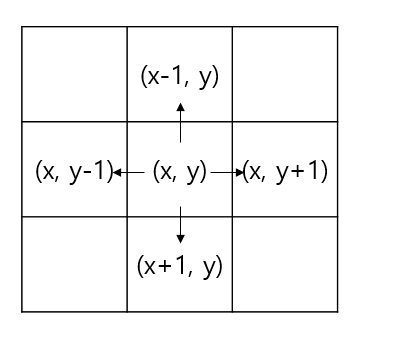 (x-1, y)
(x, y-1) (x, y) (x, y+1)
(x+1, y)